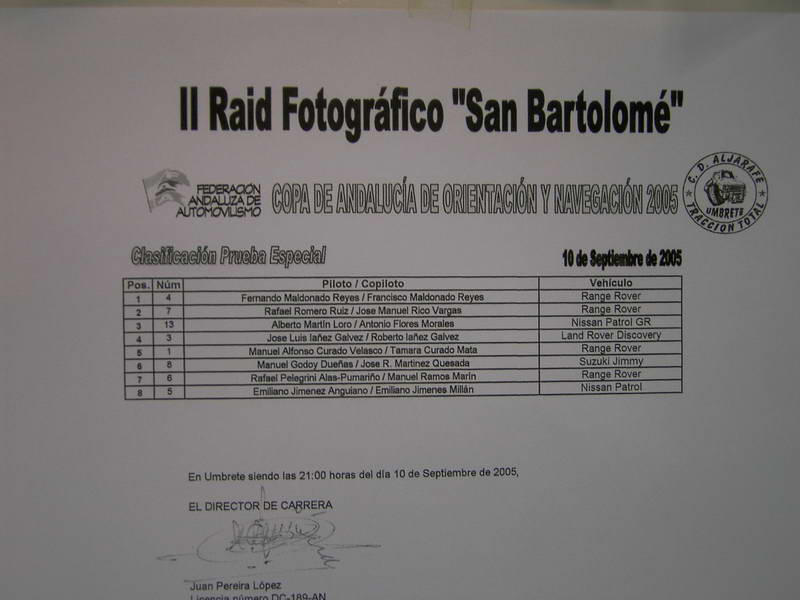 II Raid Fotográfico "San Bartolomé"
FEDERACION
ANDALUZA DE
AUTOMOVILISMO
COPA DE ANDALUCÍA DE ORIENTACIÓN Y NAVEGACIÓN 2005
C. D. ALJARAFE
UMBRETE
TRACCION TOTAL
Clasificación Prueba Especial
10 de Septiembre de 2005
Pos. Núm Piloto / Copiloto Vehículo
1 4 Fernando Maldonado Reyes / Francisco Maldonado Reyes Range Rover
2 7 Rafael Romero Ruiz / Jose Manuel Rico Vargas Range Rover
3 13 Alberto Martin Loro / Antonio Flores Morales Nissan Patrol GR
4 3 Jose Luis Iañez Galvez / Roberto Iañez Galvez Land Rover Discovery
5 1 Manuel Alfonso Curado Velasco / Tamara Curado Mata Range Rover
6 8 Manuel Godoy Dueñas / Jose R. Martinez Quesada Suzuki Jimmy
7 6 Rafael Pelegrini Alas-Pumariño / Manuel Ramos Marín Range Rover
8 5 Emiliano Jimenez Anguiano / Emiliano Jimenes Millán Nissan Patrol
En Umbrete siendo las 21:00 horas del día 10 de Septiembre de 2005,
EL DIRECTOR DE CARRERA
Juan Pereira López
Licencia número DC-189-AN